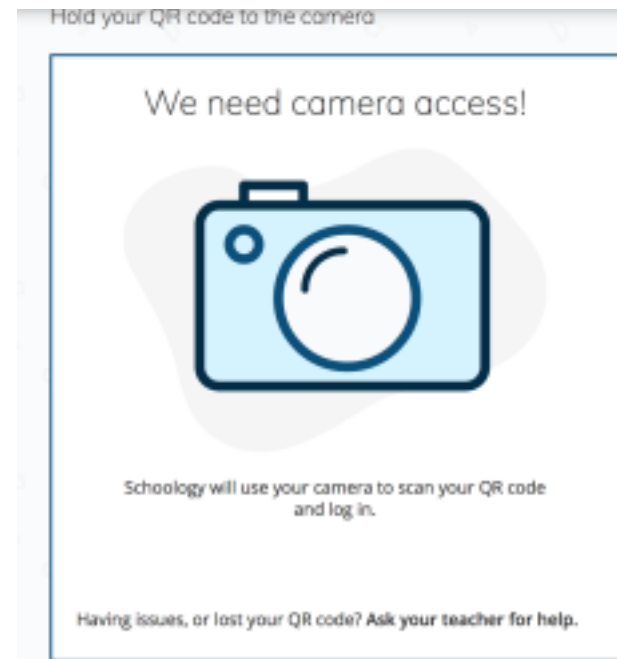 Hold your QR code to the camera
We need camera access!
Schoology will use your camera to scan your QR code
and log in.
Having issues, or lost your QR code? Ask your teacher for help.